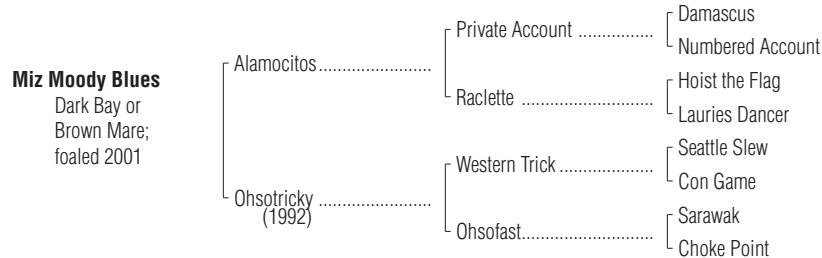 Damascus
Private Account ..................
Numbered Account
Alamocitos........................
Hoist the Flag
Raclette ............................
Lauries Dancer
Miz Moody Blues
Dark Bay or
Brown Mare;
foaled 2001
Seattle Slew
Western Trick ....................
Con Game
Ohsotricky ........................
(1992)
Sarawak
Ohsofast............................
Choke Point